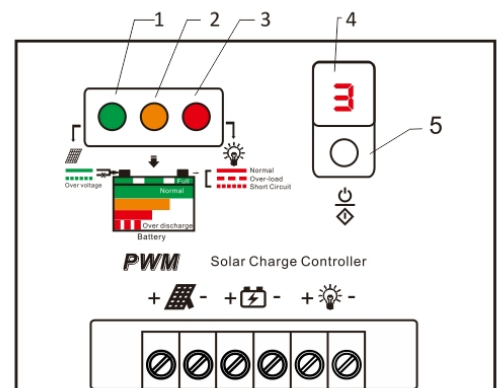 1 2 3 4
3
5
Over voltage
Full
Normal
Over discharge
Battery
Normal
Over-load
Short Circuit
PWM Solar Charge Controller
+ - + - + -